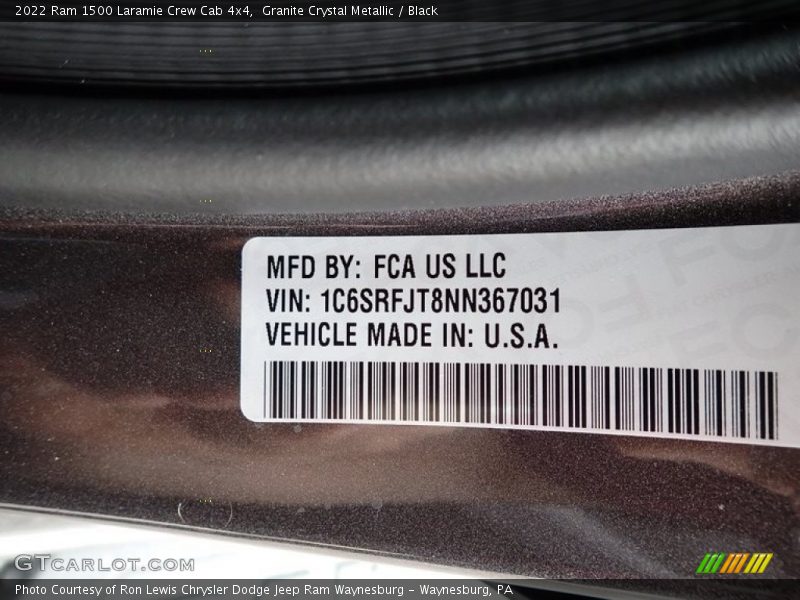 2022 Ram 1500 Laramie Crew Cab 4x4, Granite Crystal Metallic / Black
MFD BY: FCA US LLC
VIN: 1C6SRFJT8NN367031
VEHICLE MADE IN: U.S.A.
GTCARLOT.COM
Photo Courtesy of Ron Lewis Chrysler Dodge Jeep Ram Waynesburg - Waynesburg, PA